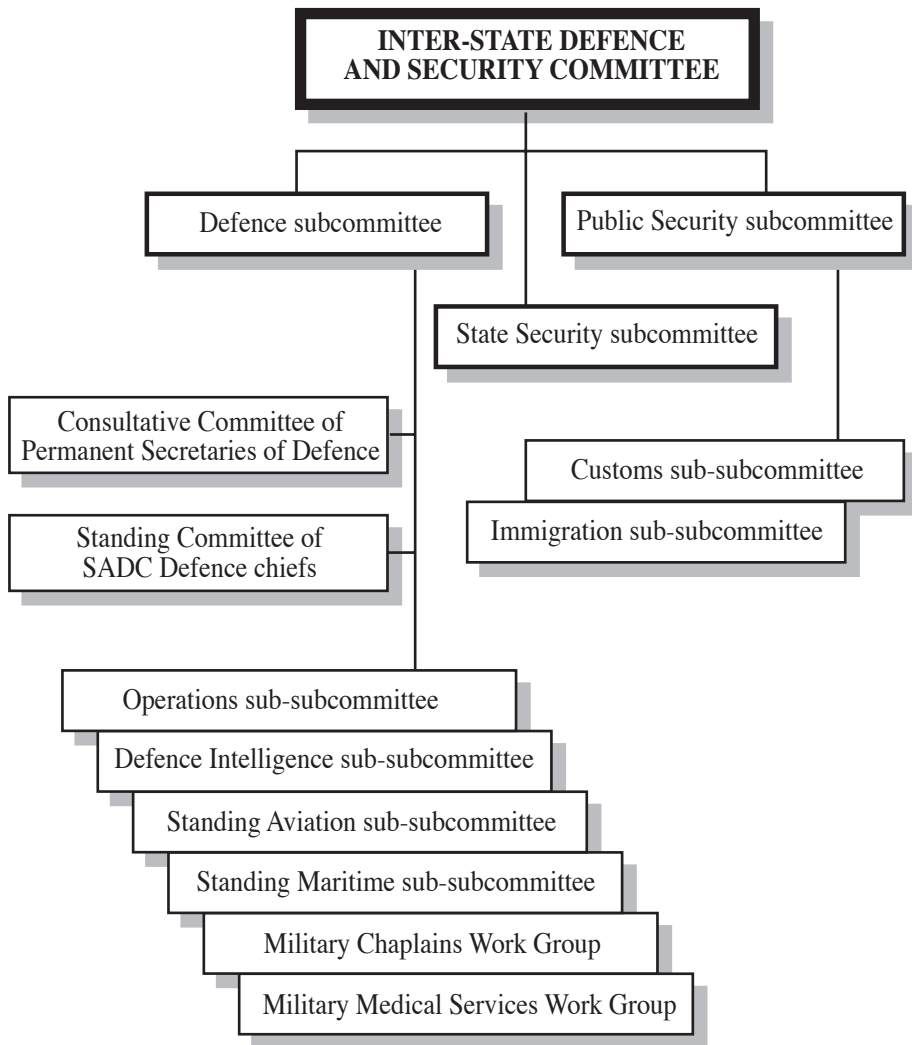 INTER-STATE DEFENCE
AND SECURITY COMMITTEE
Defence subcommittee
Public Security subcommittee
State Security subcommittee
Consultative Committee of
Permanent Secretaries of Defence
Customs sub-subcommittee
Immigration sub-subcommittee
Standing Committee of
SADC Defence chiefs
Operations sub-subcommittee
Defence Intelligence sub-subcommittee
Standing Aviation sub-subcommittee
Standing Maritime sub-subcommittee
Military Chaplains Work Group
Military Medical Services Work Group